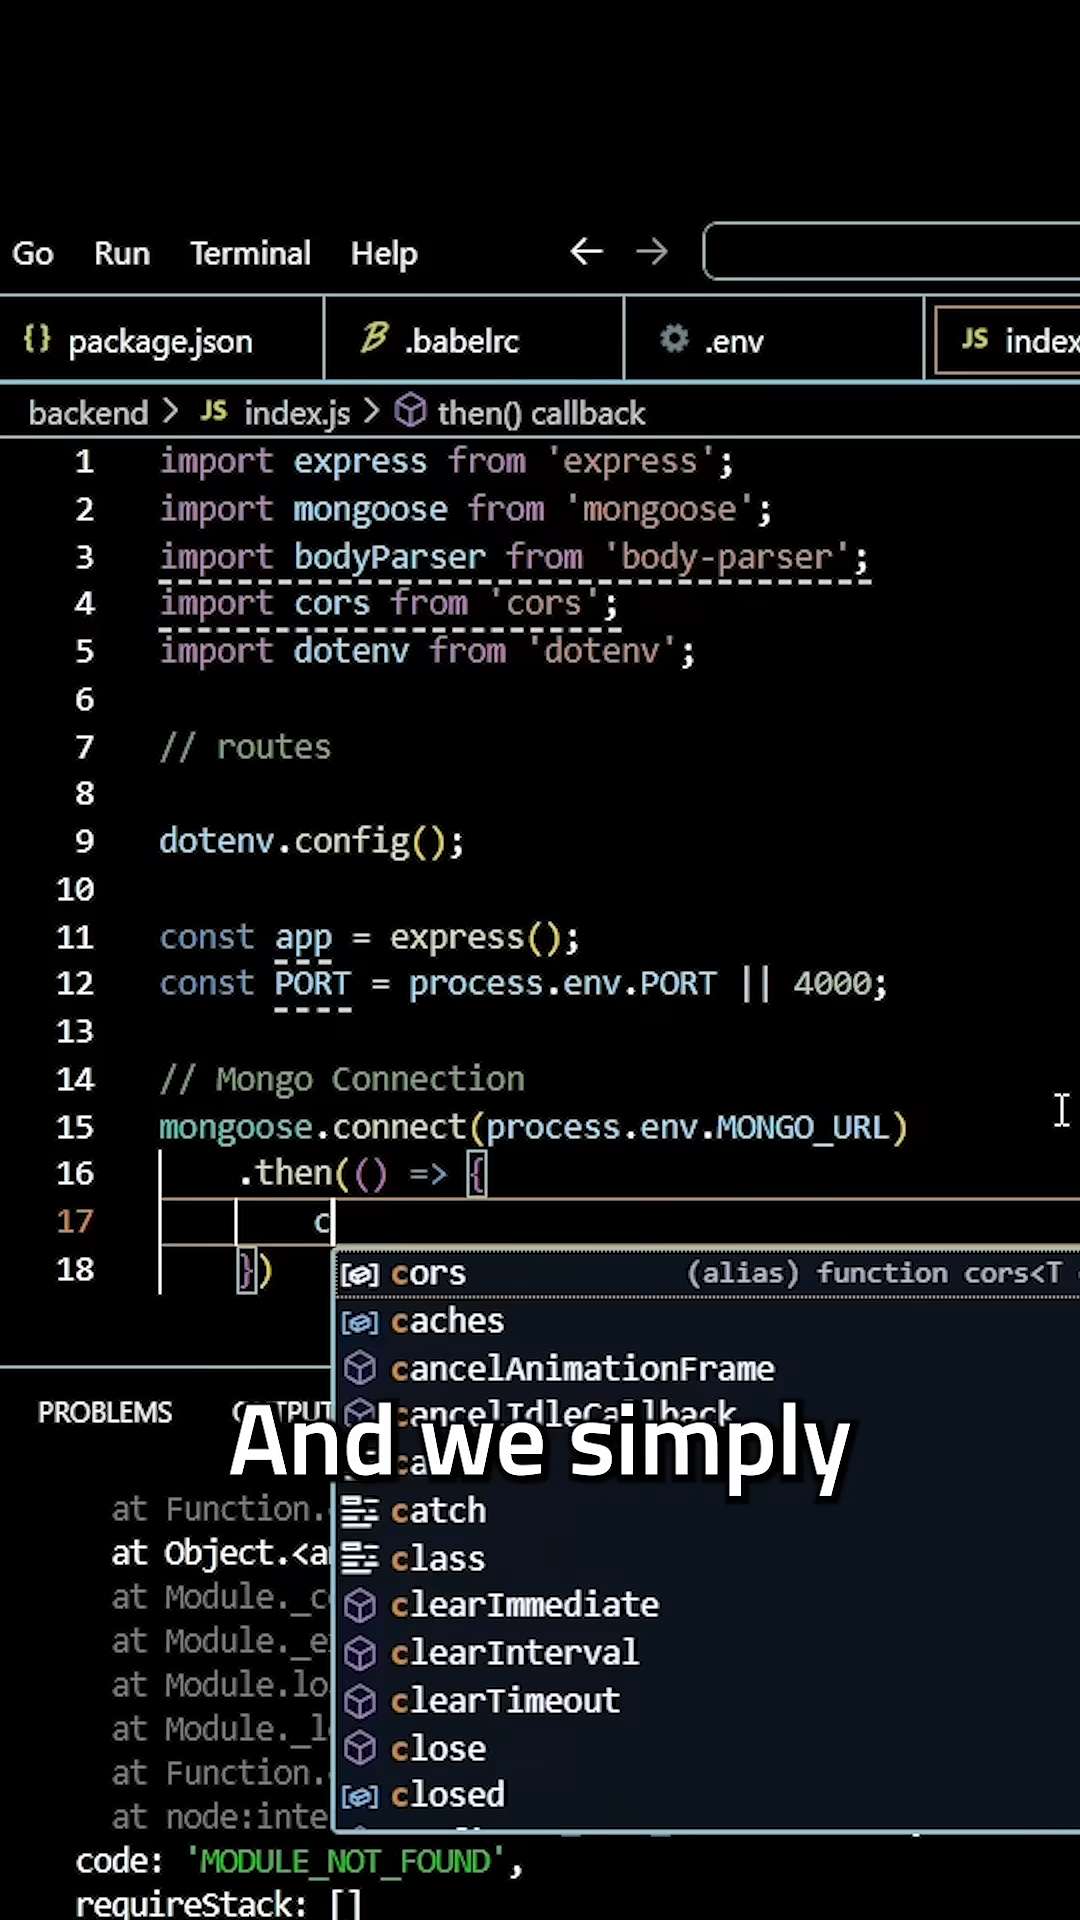 Go Run Terminal Help
package.json .babelrc .env JS index
backend > JS index.js > then() callback
1 import express from 'express';
2 import mongoose from 'mongoose';
3 import bodyParser from 'body-parser';
4 import cors from 'cors';
5 import dotenv from 'dotenv';
6
7 // routes
8
9 dotenv.config();
10
11 const app = express();
12 const PORT = process.env.PORT || 4000;
13
14 // Mongo Connection
15 mongoose.connect(process.env.MONGO_URL)
16 .then(() => {
17 c
18 })
cors (alias) function cors<T
caches
cancelAnimationFrame
cancelIdleCallback
PROBLEMS
And we simply
catch
class
clearImmediate
clearInterval
clearTimeout
close
closed
at Function.
at Object.<a
at Module._c
at Module._e
at Module.lo
at Module._l
at Function.
at node:inte
code: 'MODULE_NOT_FOUND',
requireStack: []